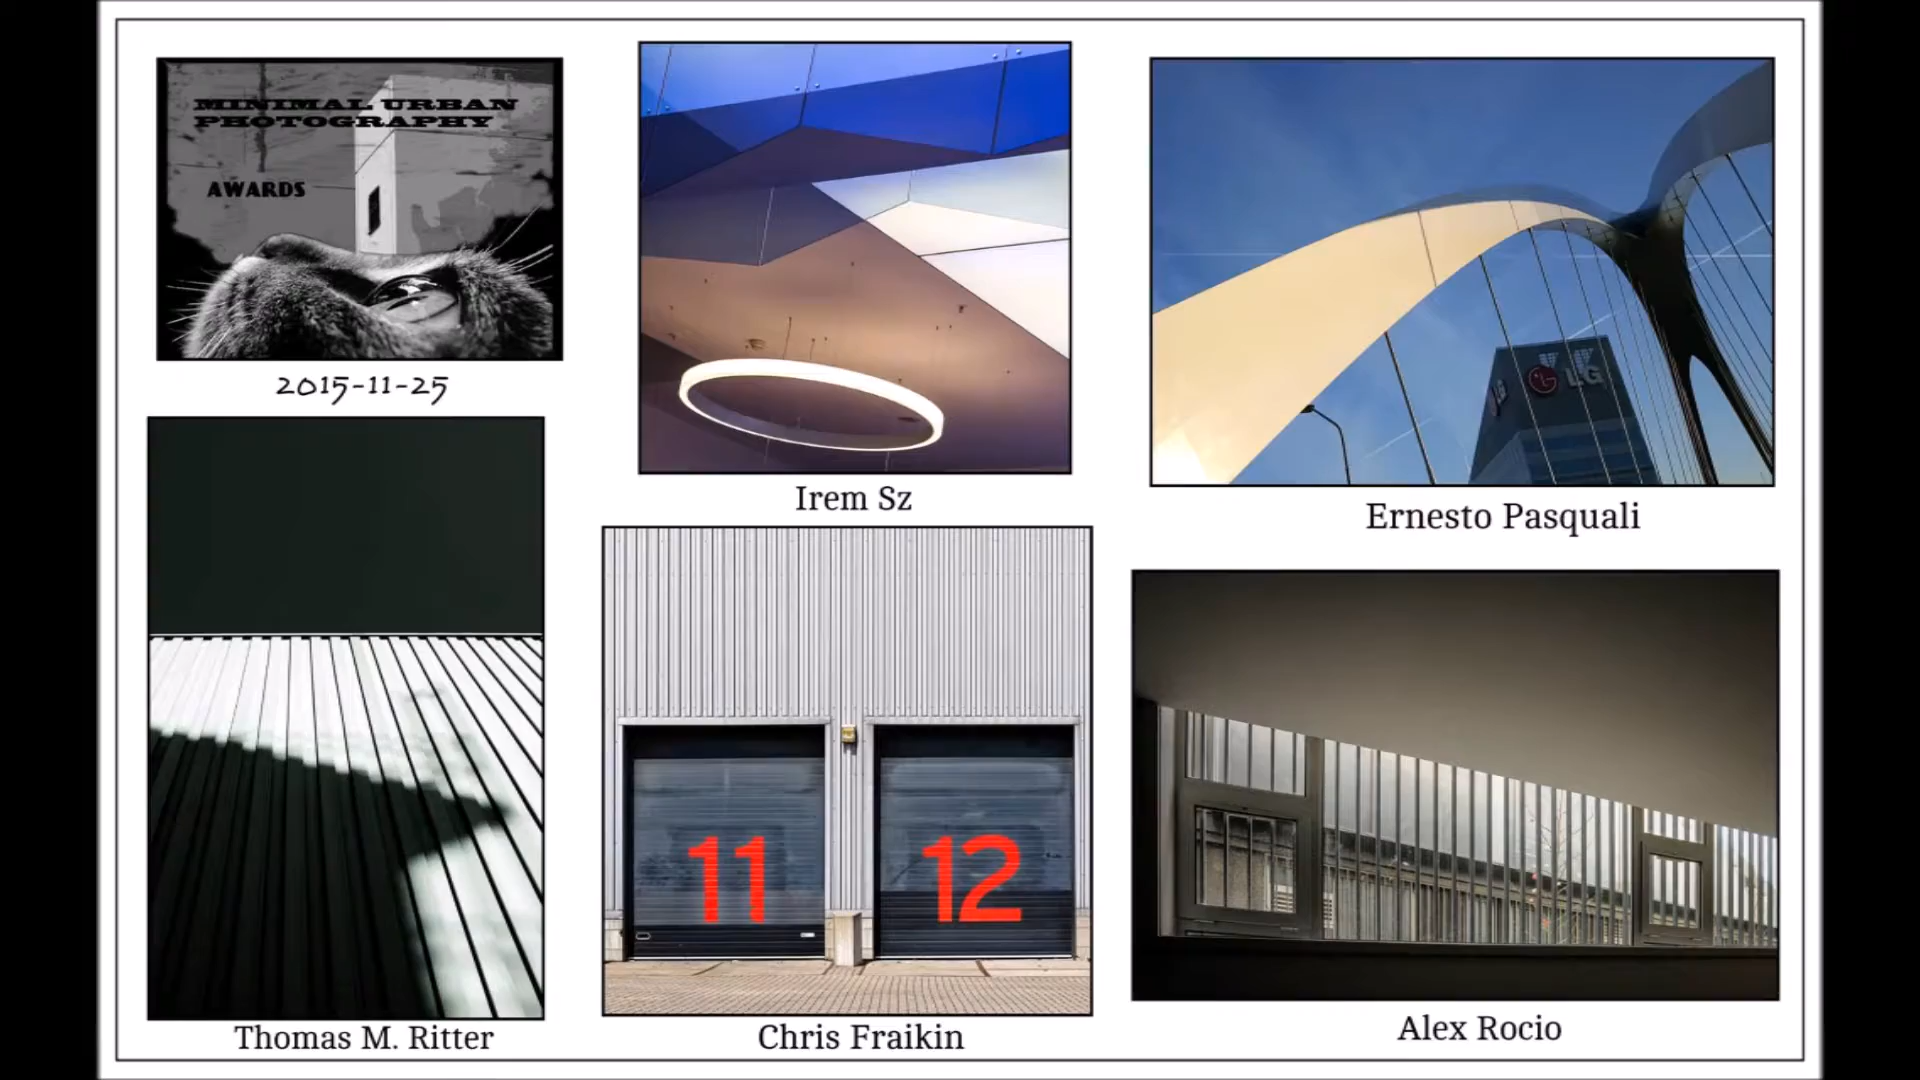 MINIMAL URBAN
PHOTOGRAPHY
AWARDS
2015-11-25
Irem Sz
LG
Ernesto Pasquali
11
12
Thomas M. Ritter
Chris Fraikin
Alex Rocio